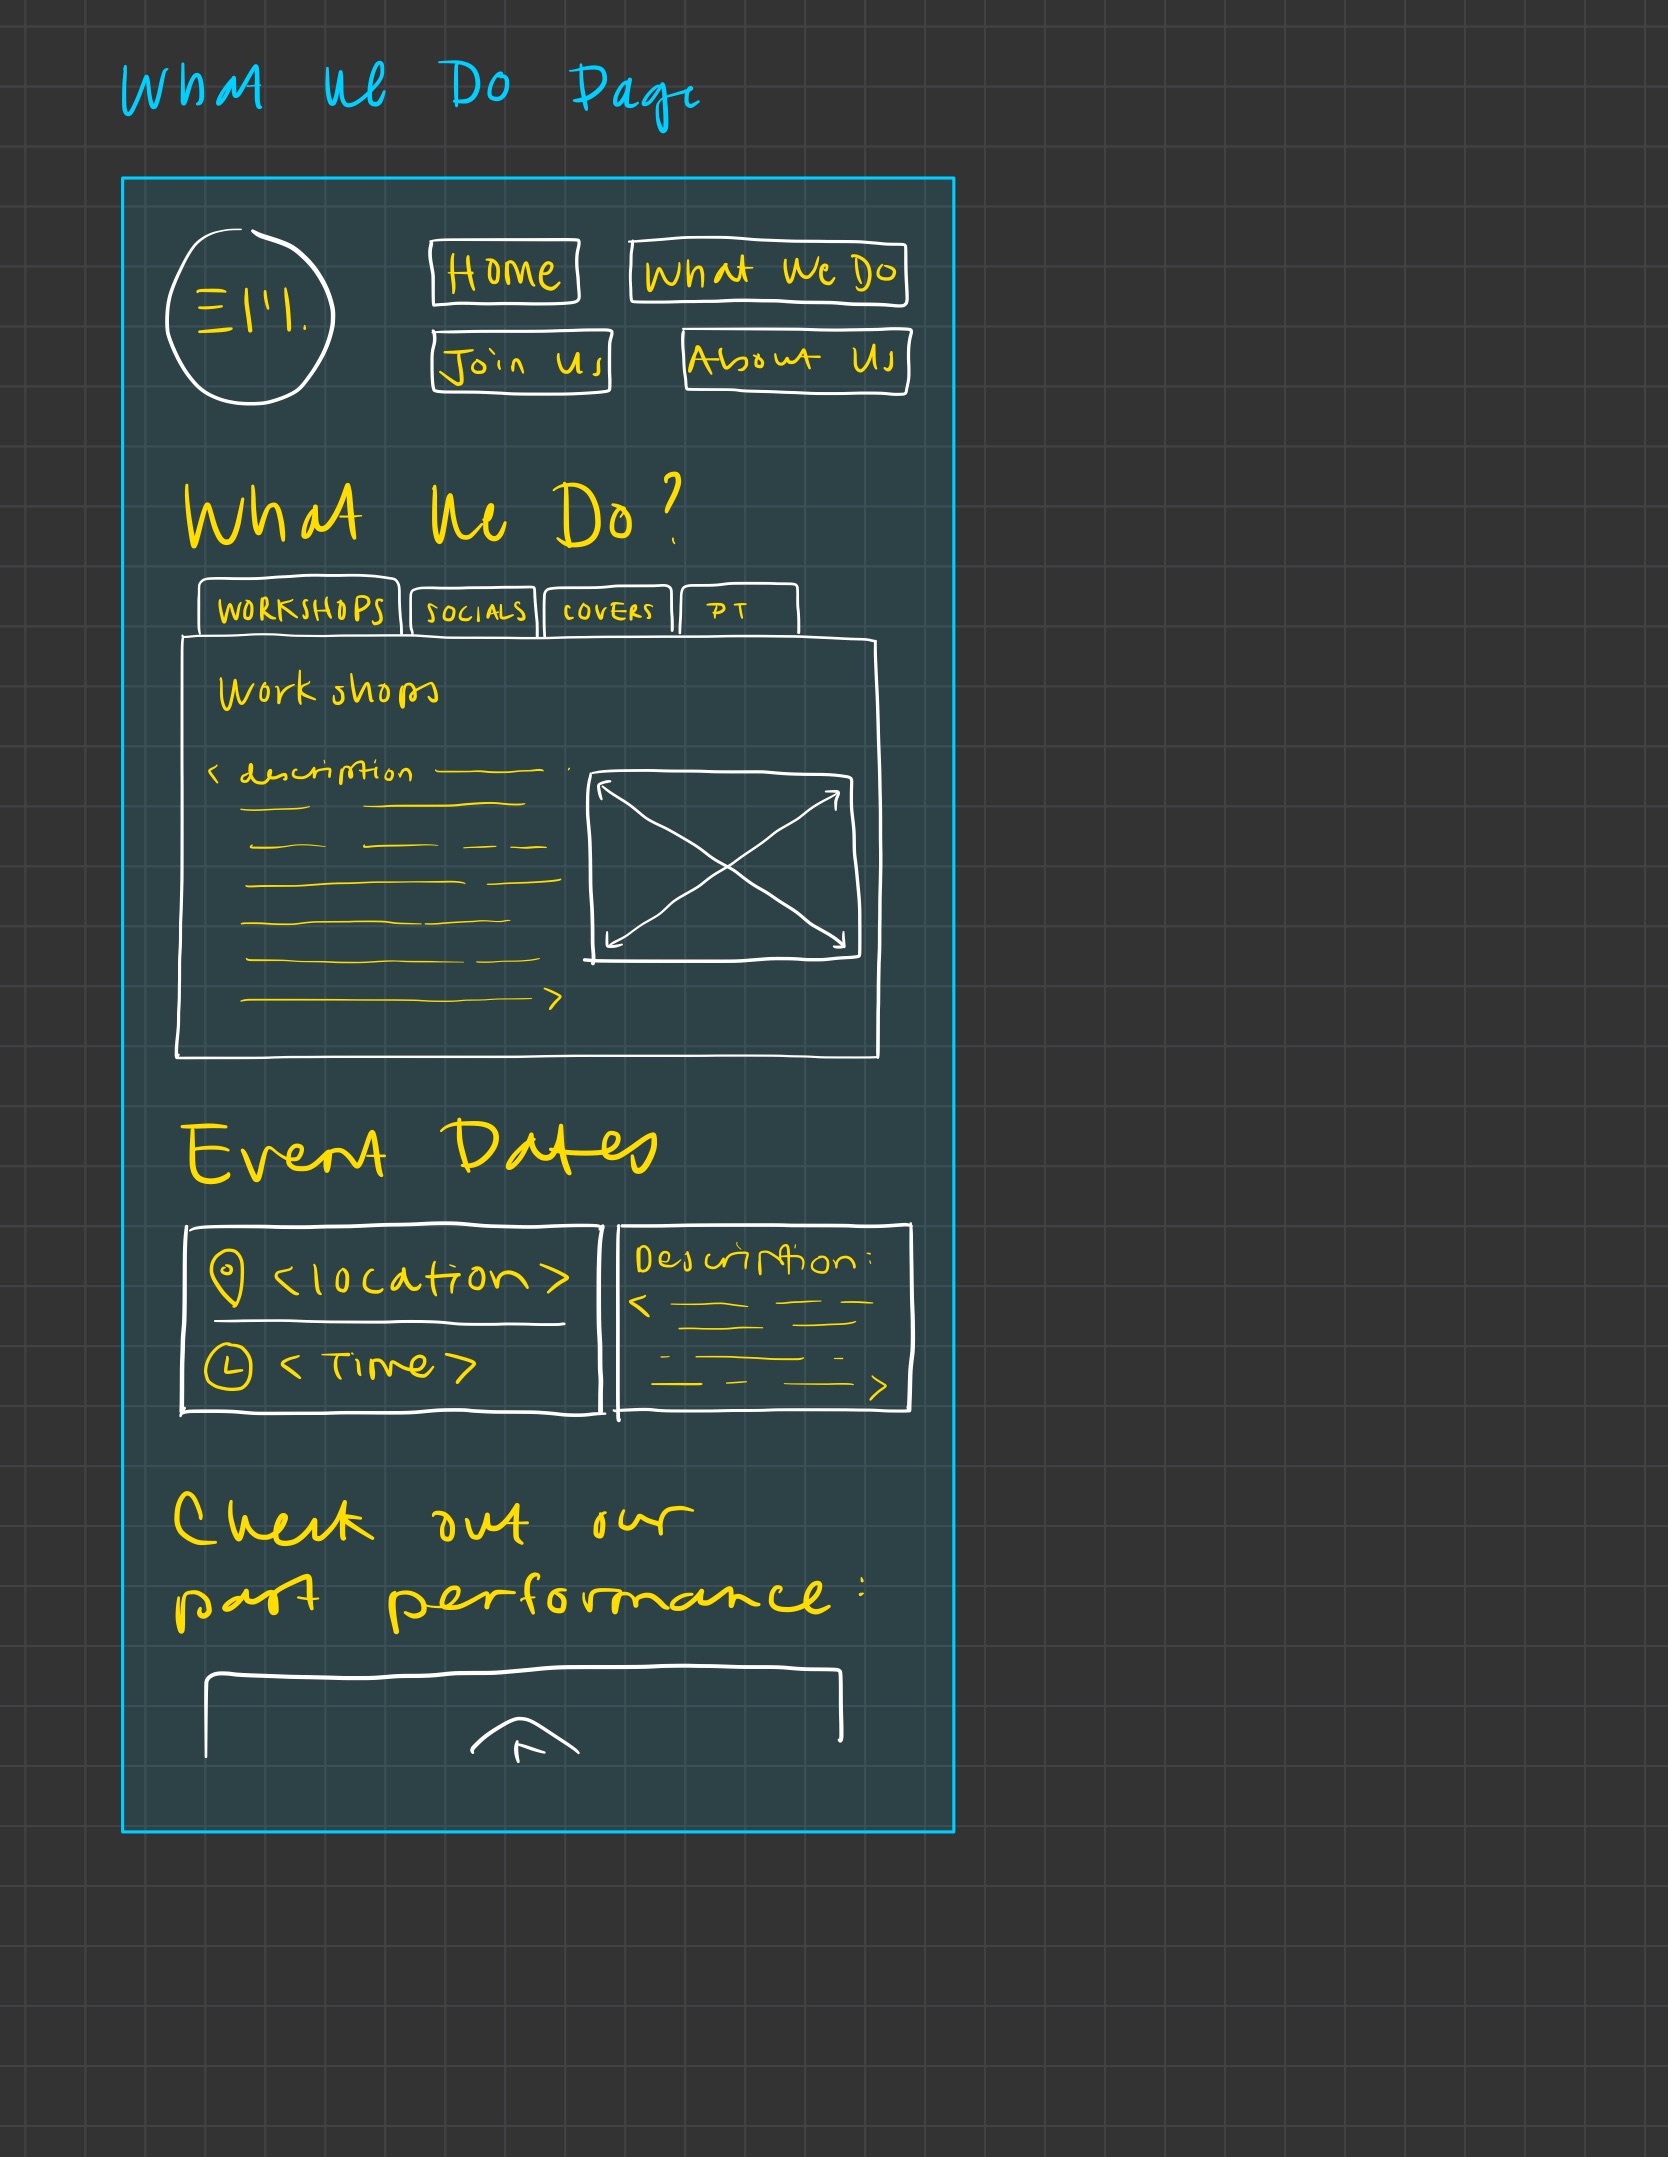 What We Do Page
Home What We Do
Join Us About Us
What We Do?
WORKSHOPS SOCIALS COVERS PT
Workshops
< description
>
Event Dates
<location> Description:
<
<Time>
>
Check out our
past performance: